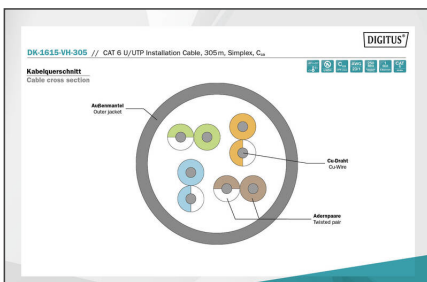 DIGITUS®
DK-1615-VH-305 // CAT 6 U/UTP Installation Cable, 305 m, Simplex, Cca
Kabelquerschnitt
Cable cross section
Außenmantel
Outer jacket
Cu-Draht
Cu-Wire
Adernpaare
Twisted pair